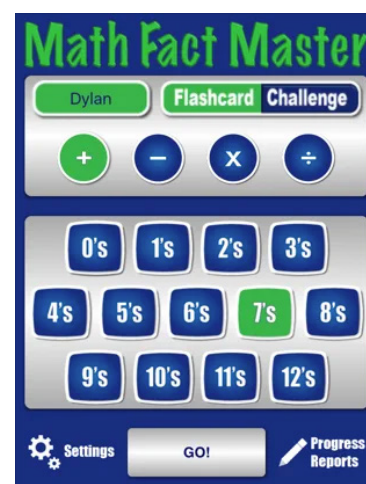 Math Fact Master
Dylan Flashcard Challenge
+ − x ÷
0's 1's 2's 3's
4's 5's 6's 7's 8's
9's 10's 11's 12's
Settings GO! Progress
Reports